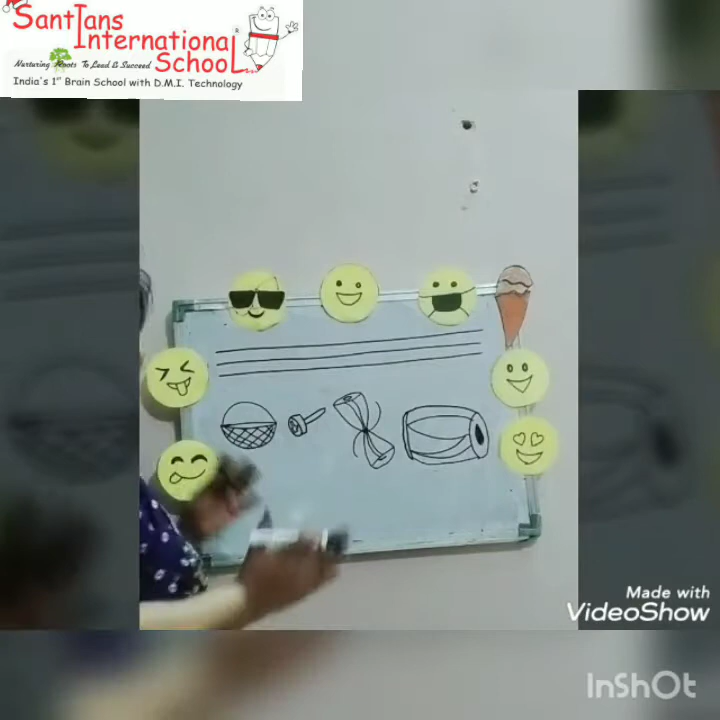 SantIans
International
School
Nurturing Roots To Lead & Succeed
India's 1st Brain School with D.M.I. Technology
Made with
VideoShow
InShOt